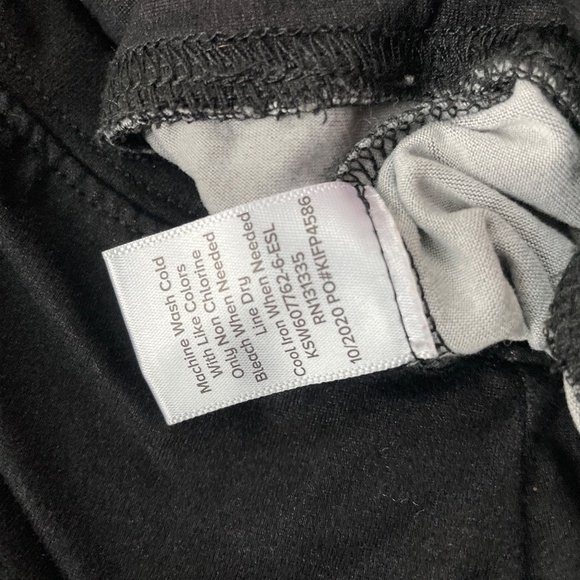 Machine Wash Cold
With Like Colors
Only Non Chlorine
Bleach When Needed
Line Dry
Cool Iron When Needed
KSW607762-6-ESL
RN131335
10/2020 PO#KIFP4586